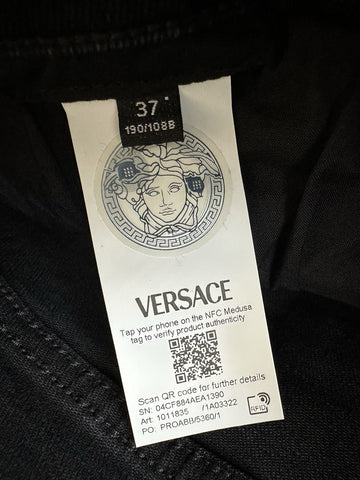 37
190/108B
VERSACE
Tap your phone on the NFC Medusa
tag to verify product authenticity
Scan QR code for further details
SN: 04CF884AEA1390
Art: 1011835 /1A03322
PO: PROABB/5360/1
RFID